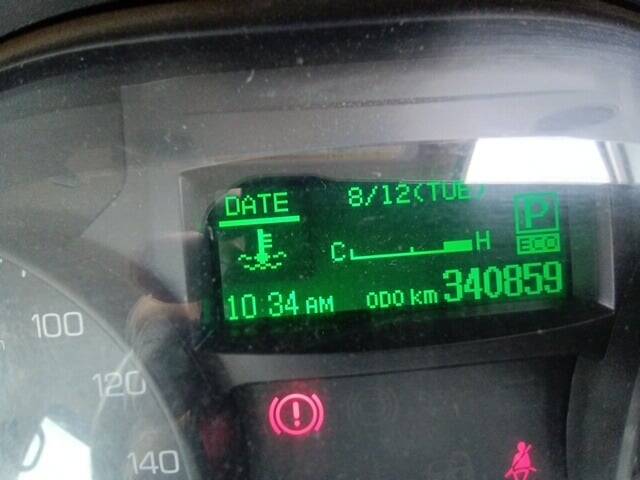 DATE 8/12(TUE) P
ECO
C H
10:34 AM ODO km 340859
100
120
140